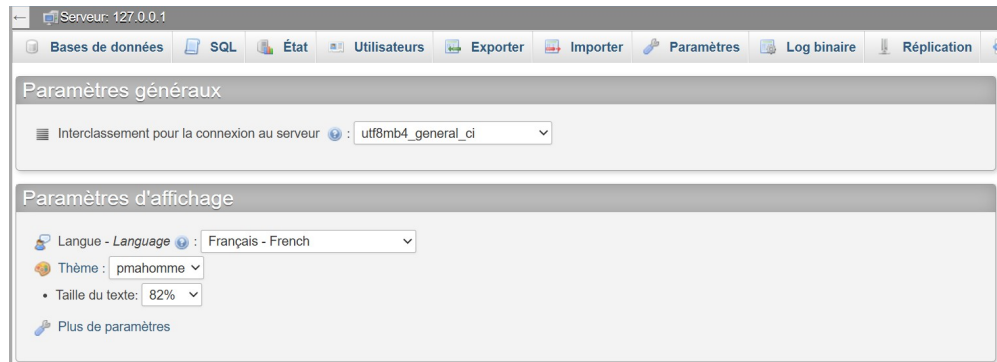 Serveur: 127.0.0.1
Bases de données SQL État Utilisateurs Exporter Importer Paramètres Log binaire Réplication
Paramètres généraux
Interclassement pour la connexion au serveur : utf8mb4_general_ci
Paramètres d'affichage
Langue - Language : Français - French
Thème : pmahomme
• Taille du texte: 82%
Plus de paramètres